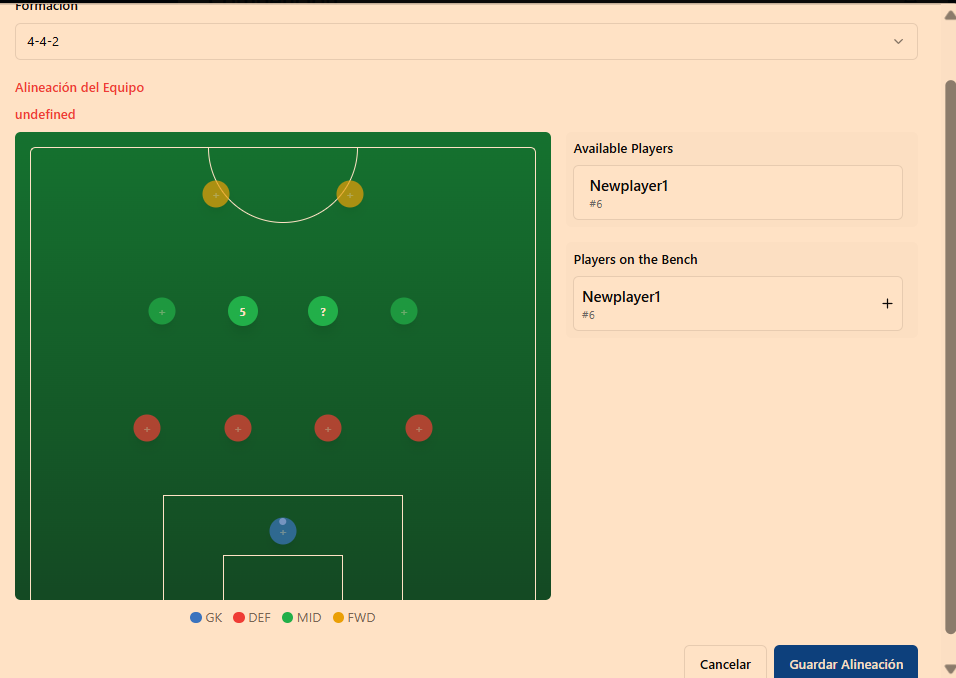 Formación
4-4-2
Alineación del Equipo
undefined
Available Players
Newplayer1
#6
Players on the Bench
Newplayer1
#6
+
+ +
+ 5 ? +
+ + + +
+
GK DEF MID FWD
Cancelar Guardar Alineación